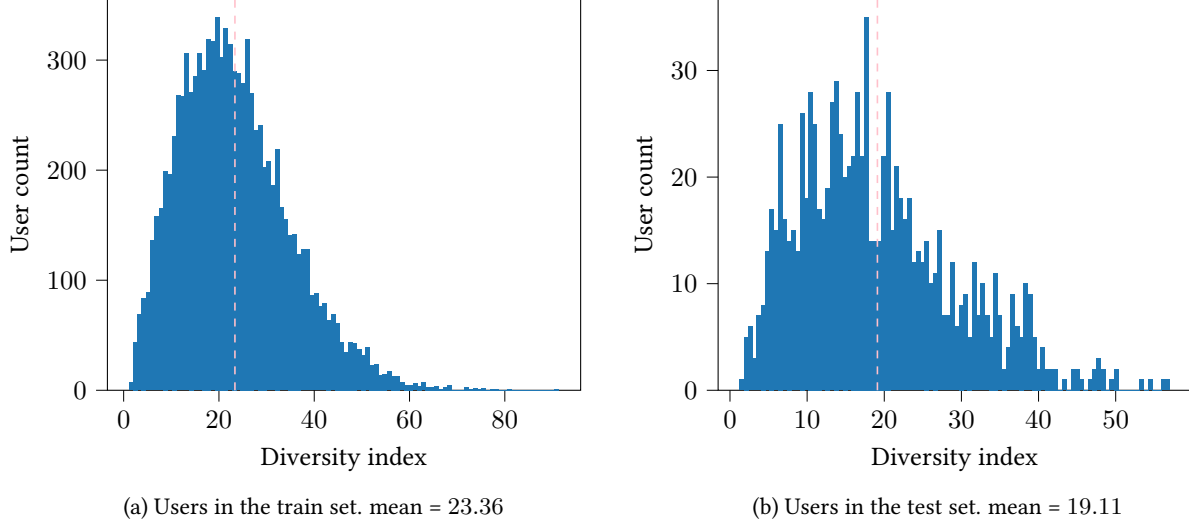 300
200
100
0
User count
0 20 40 60 80
Diversity index
(a) Users in the train set. mean = 23.36
30
20
10
0
User count
0 10 20 30 40 50
Diversity index
(b) Users in the test set. mean = 19.11